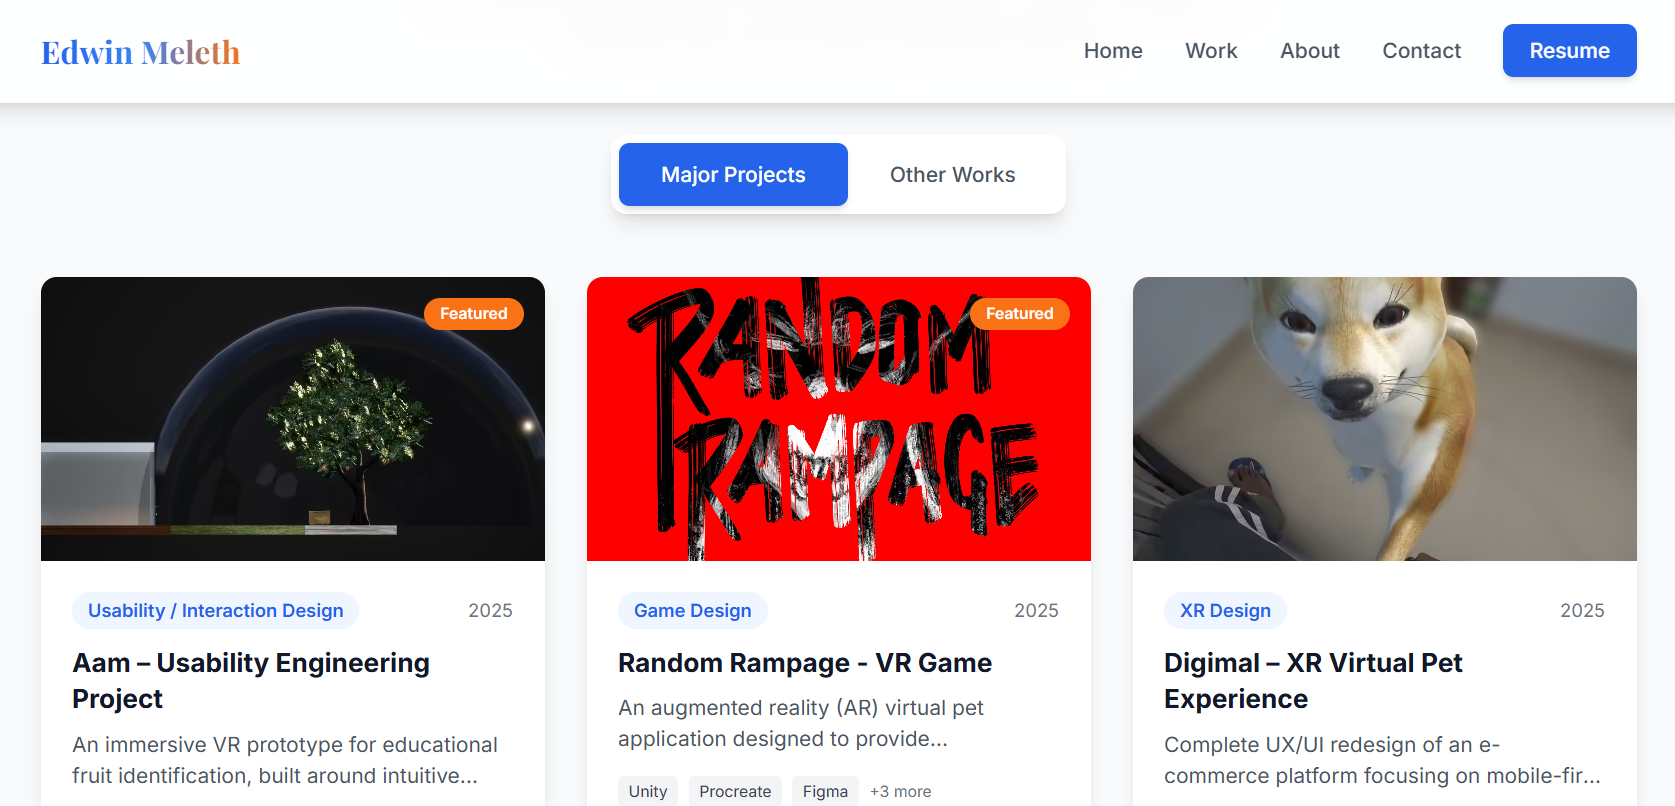 Edwin Meleth
Home Work About Contact Resume
Major Projects Other Works
Featured
RANDOM
RAMPAGE
Featured
Usability / Interaction Design 2025
Aam – Usability Engineering
Project
An immersive VR prototype for educational
fruit identification, built around intuitive...
Game Design 2025
Random Rampage - VR Game
An augmented reality (AR) virtual pet
application designed to provide...
Unity Procreate Figma +3 more
XR Design 2025
Digimal – XR Virtual Pet
Experience
Complete UX/UI redesign of an e-
commerce platform focusing on mobile-fir...